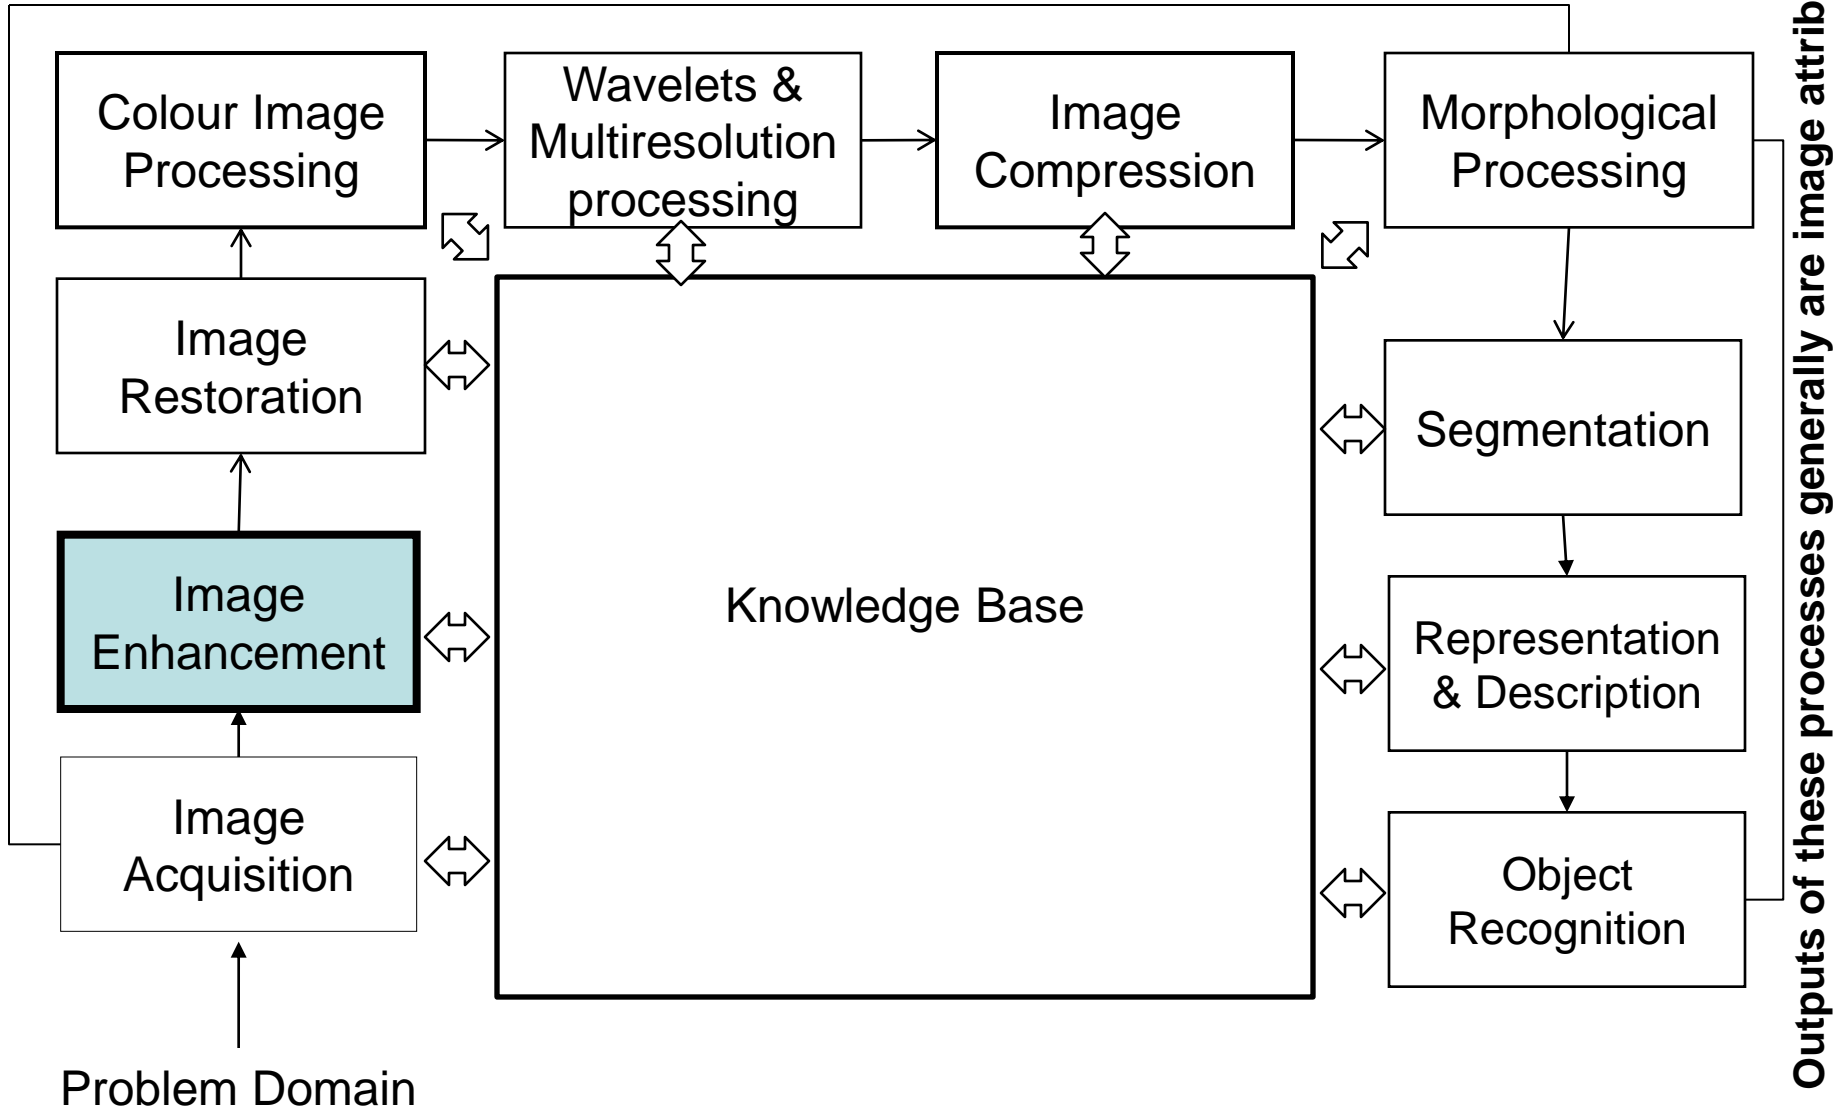 Colour Image
Processing
Wavelets &
Multiresolution
processing
Image
Compression
Morphological
Processing
Image
Restoration
Segmentation
Image
Enhancement
Knowledge Base
Representation
& Description
Image
Acquisition
Object
Recognition
Problem Domain
Outputs of these processes generally are image attrib